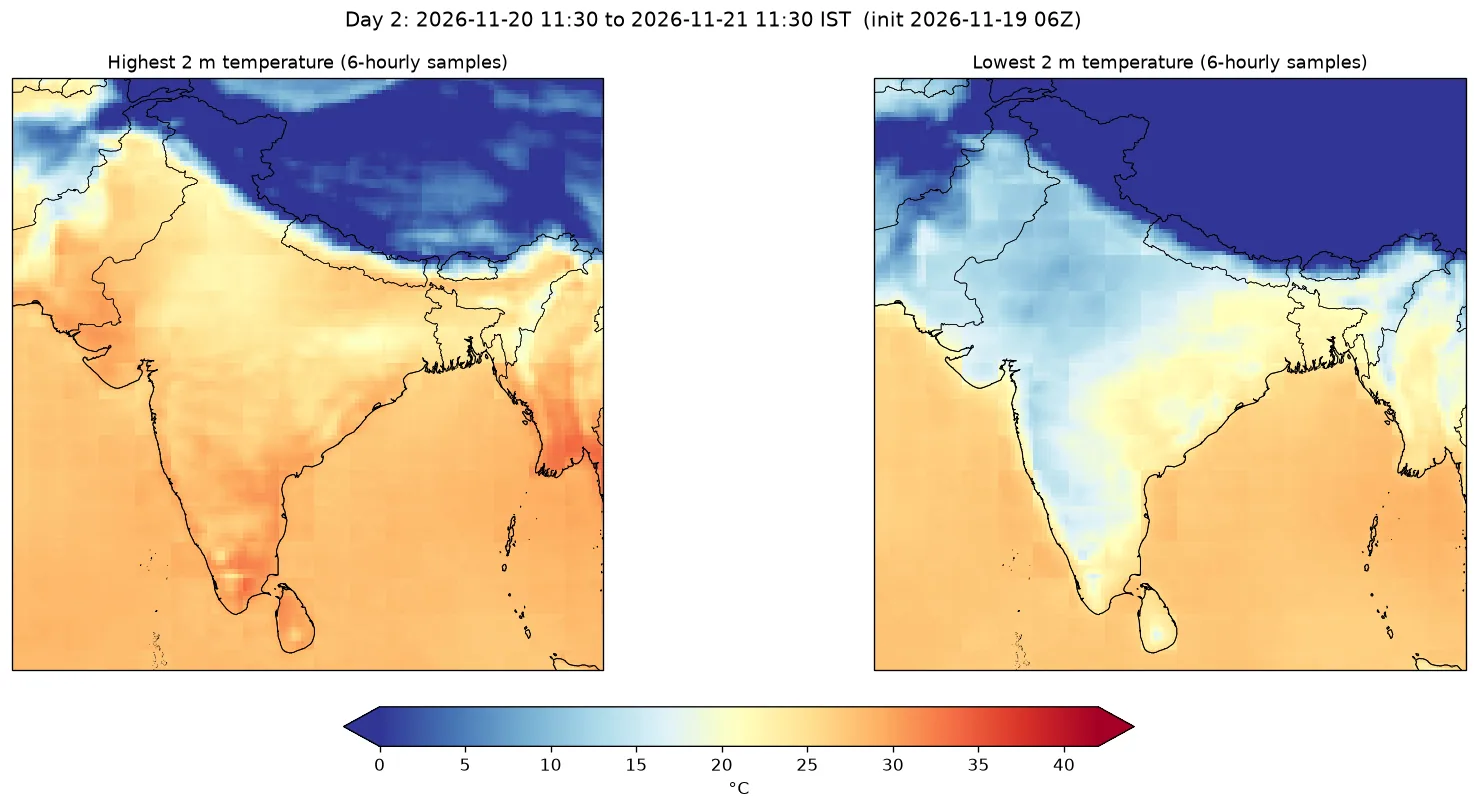 Day 2: 2026-11-20 11:30 to 2026-11-21 11:30 IST (init 2026-11-19 06Z)
Highest 2 m temperature (6-hourly samples)
Lowest 2 m temperature (6-hourly samples)
0 5 10 15 20 25 30 35 40
°C